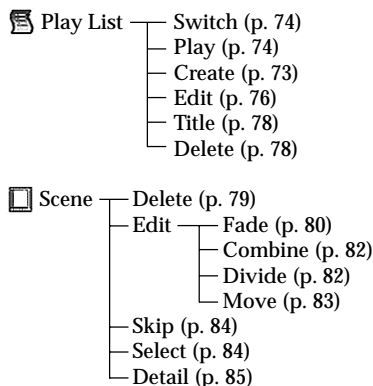 Play List Switch (p. 74)
Play (p. 74)
Create (p. 73)
Edit (p. 76)
Title (p. 78)
Delete (p. 78)
Scene Delete (p. 79)
Edit Fade (p. 80)
Combine (p. 82)
Divide (p. 82)
Move (p. 83)
Skip (p. 84)
Select (p. 84)
Detail (p. 85)